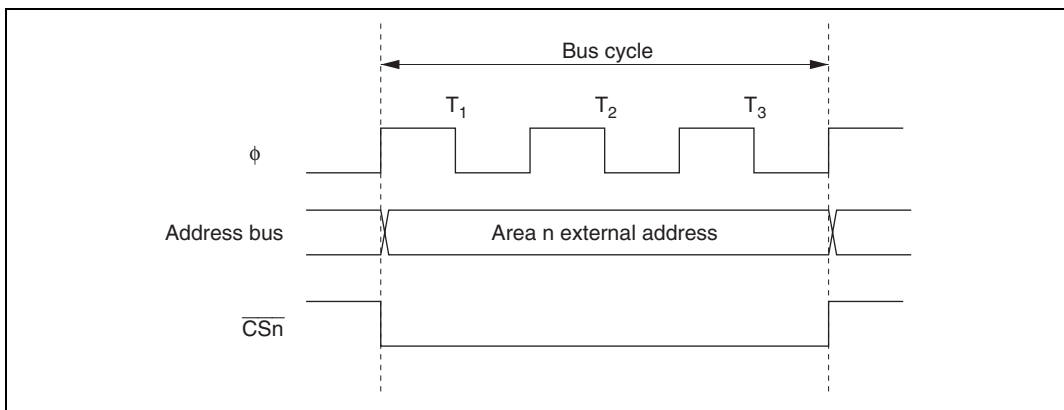 Bus cycle
T1 T2 T3
φ
Address bus Area n external address
CSn